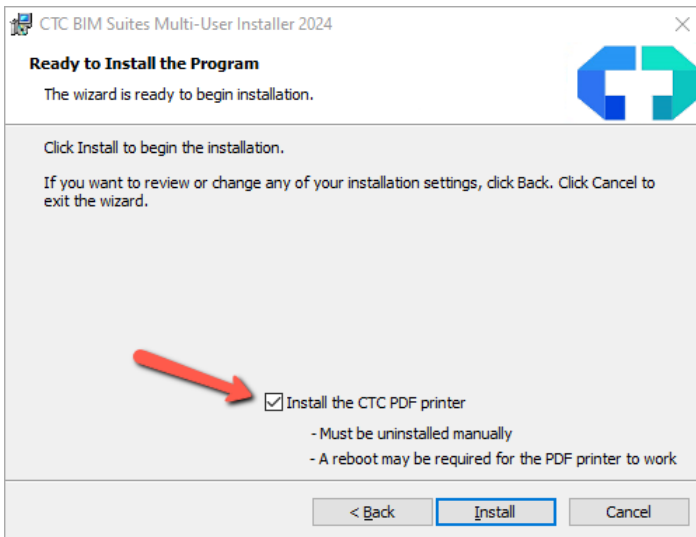 CTC BIM Suites Multi-User Installer 2024
Ready to Install the Program
The wizard is ready to begin installation.
Click Install to begin the installation.
If you want to review or change any of your installation settings, click Back. Click Cancel to
exit the wizard.
Install the CTC PDF printer
- Must be uninstalled manually
- A reboot may be required for the PDF printer to work
< Back
Install
Cancel